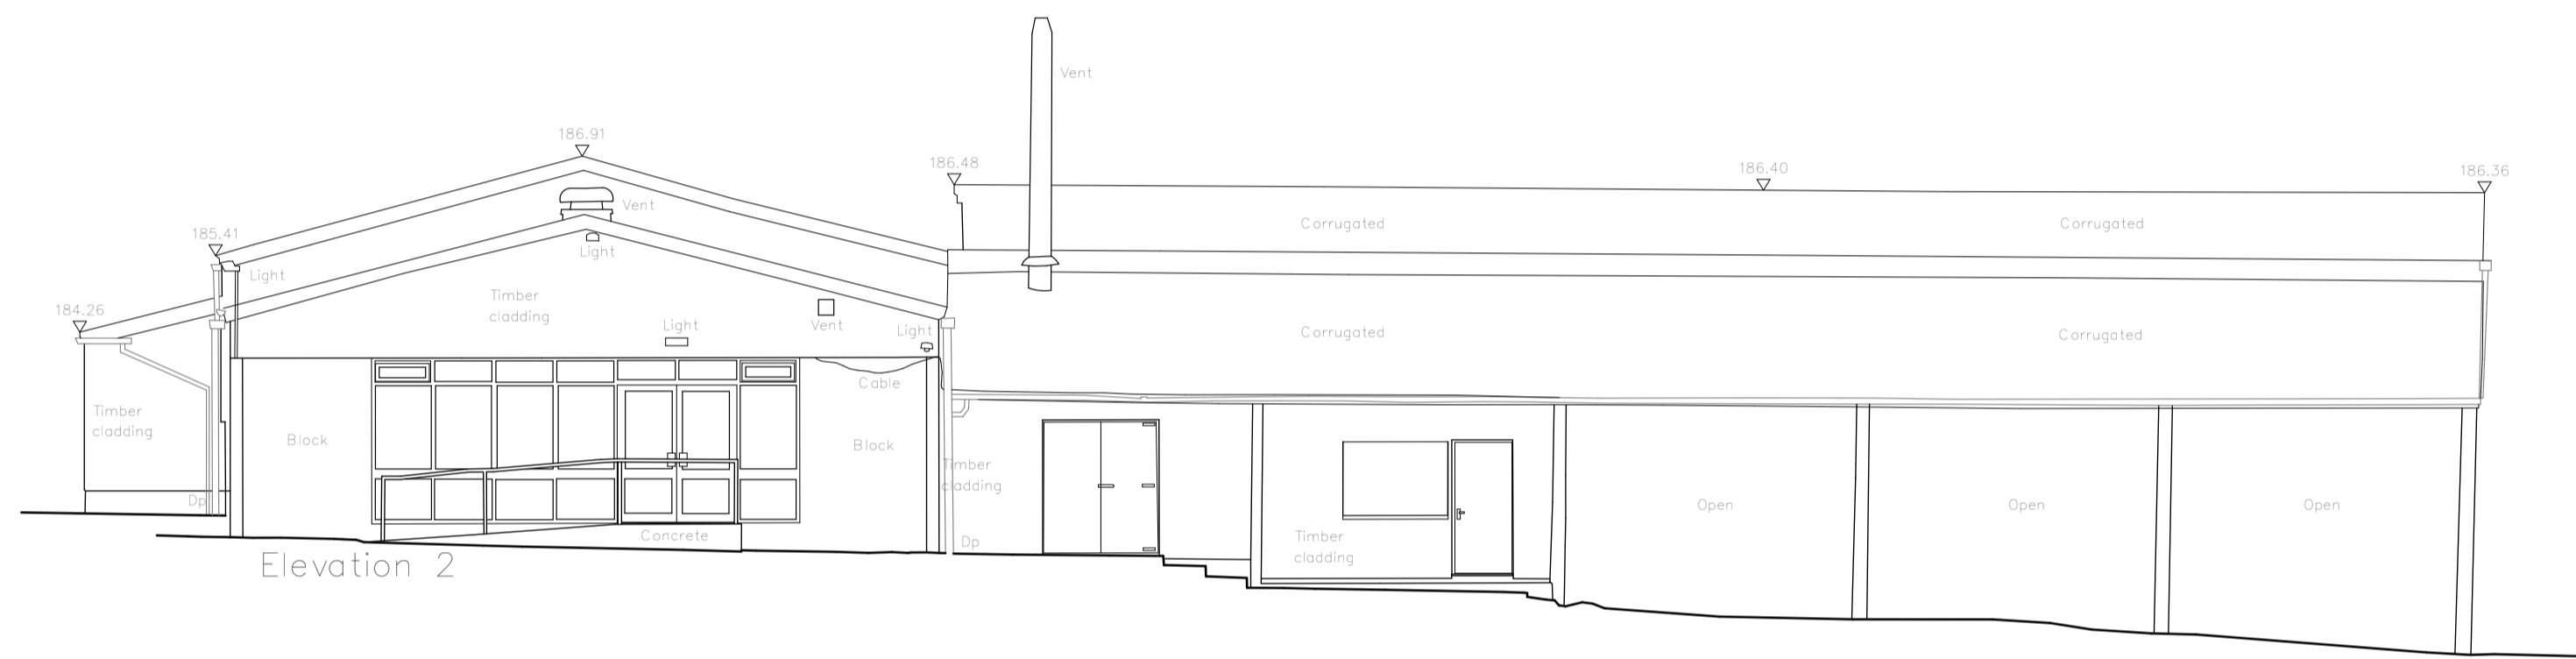 Vent
186.91
186.48
186.40
186.36
Vent
Corrugated
Corrugated
185.41
Light
Light
184.26
Timber
cladding
Light
Vent
Light
Corrugated
Corrugated
Cable
Timber
cladding
Block
Block
Timber
cladding
Dp
Open
Open
Open
Concrete
Dp
Timber
cladding
Elevation 2